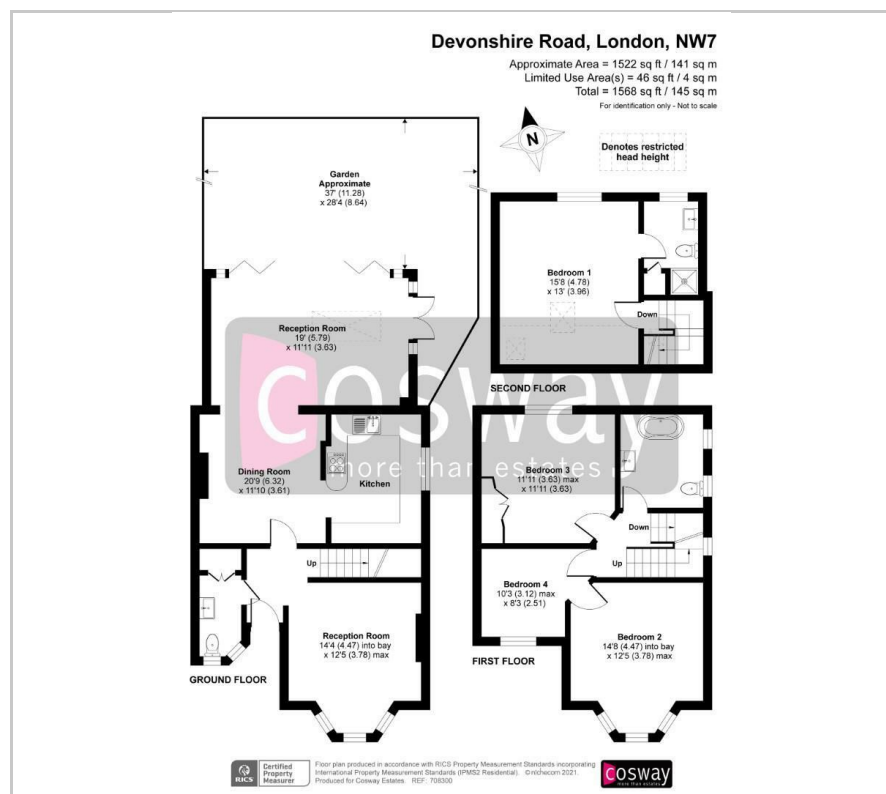 Devonshire Road, London, NW7
Approximate Area = 1522 sq ft / 141 sq m
Limited Use Area(s) = 46 sq ft / 4 sq m
Total = 1568 sq ft / 145 sq m
For identification only - Not to scale
N
Denotes restricted
head height
Garden
Approximate
37' (11.28)
x 28'4 (8.64)
Bedroom 1
15'8 (4.78)
x 13' (3.96)
Down
SECOND FLOOR
Reception Room
19' (5.79)
x 11'11 (3.63)
cosway
more than estates
Dining Room
20'9 (6.32)
x 11'10 (3.61)
Kitchen
Up
Reception Room
14'4 (4.47) into bay
x 12'5 (3.78) max
GROUND FLOOR
Bedroom 3
11'11 (3.63) max
x 11'11 (3.63)
Down
Up
Bedroom 4
10'3 (3.12) max
x 8'3 (2.51)
Bedroom 2
14'8 (4.47) into bay
x 12'5 (3.78) max
FIRST FLOOR
RICS
Certified
Property
Measurer
Floor plan produced in accordance with RICS Property Measurement Standards incorporating
International Property Measurement Standards (IPMS2 Residential). © nichecom 2021.
Produced for Cosway Estates. REF: 708300
cosway
more than estates